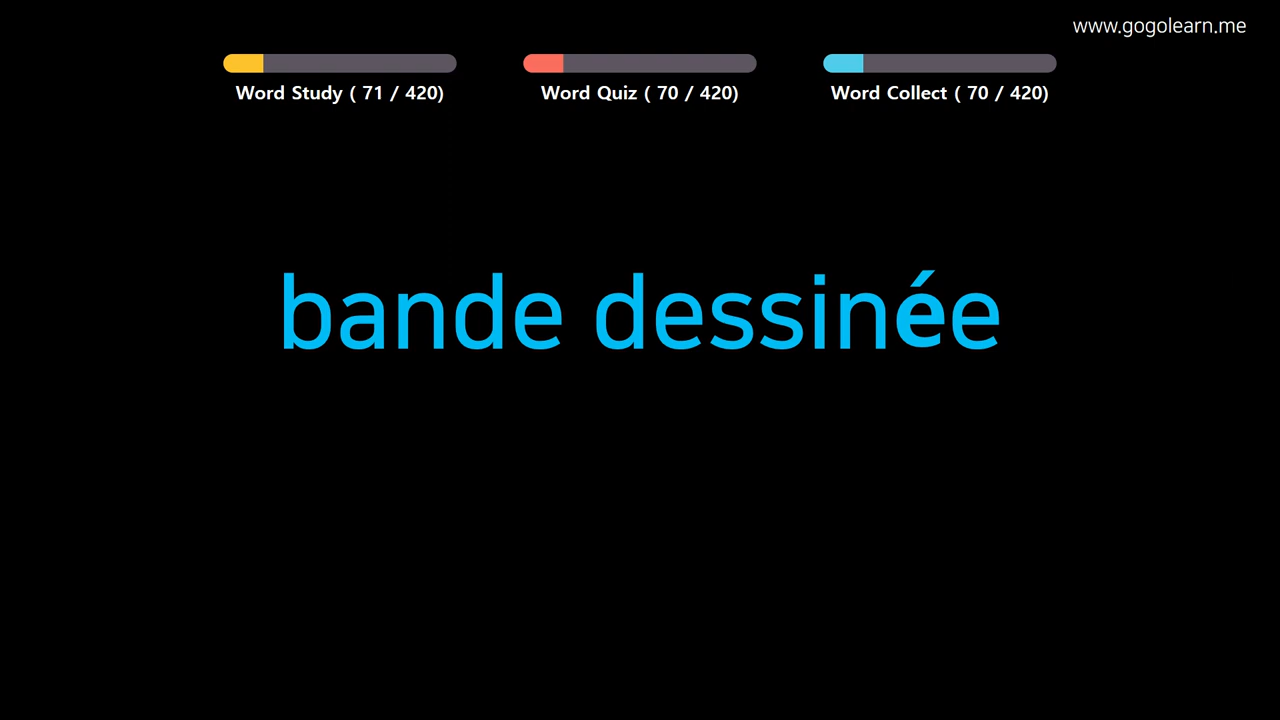 www.gogolearn.me
Word Study ( 71 / 420)
Word Quiz ( 70 / 420)
Word Collect ( 70 / 420)
bande dessinée